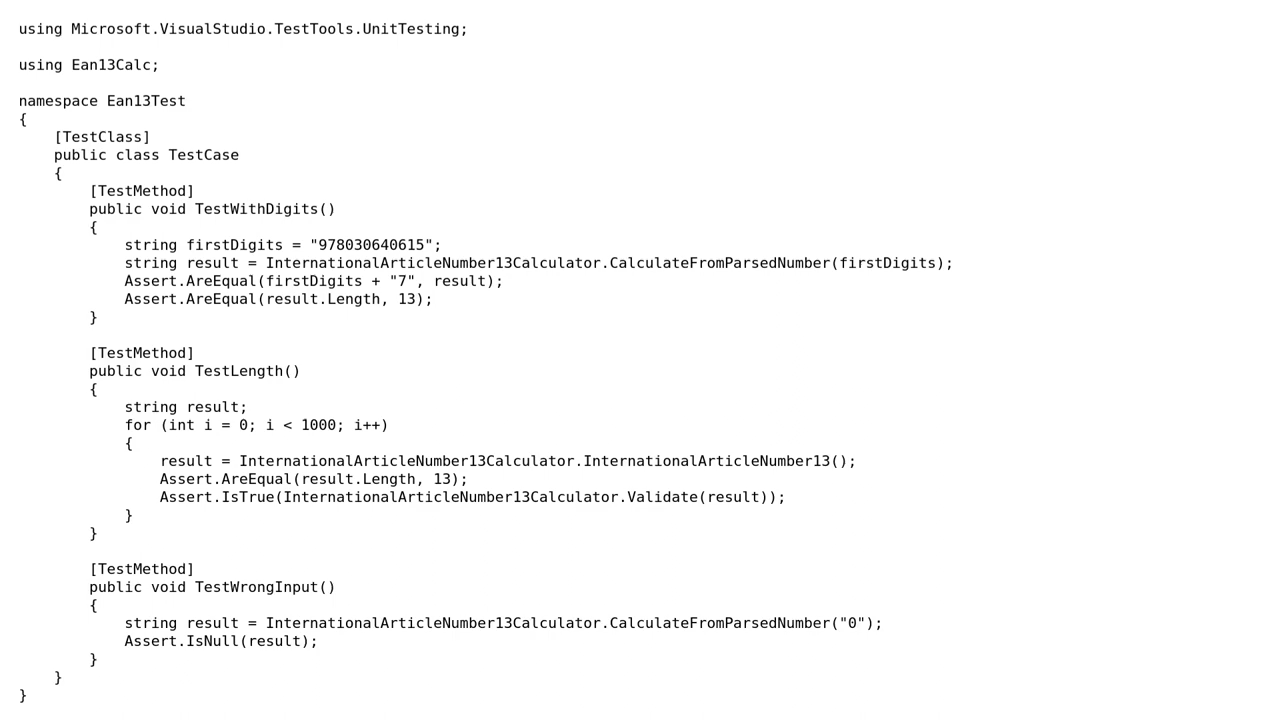 using Microsoft.VisualStudio.TestTools.UnitTesting;

using Ean13Calc;

namespace Ean13Test
{
    [TestClass]
    public class TestCase
    {
        [TestMethod]
        public void TestWithDigits()
        {
            string firstDigits = "978030640615";
            string result = InternationalArticleNumber13Calculator.CalculateFromParsedNumber(firstDigits);
            Assert.AreEqual(firstDigits + "7", result);
            Assert.AreEqual(result.Length, 13);
        }

        [TestMethod]
        public void TestLength()
        {
            string result;
            for (int i = 0; i < 1000; i++)
            {
                result = InternationalArticleNumber13Calculator.InternationalArticleNumber13();
                Assert.AreEqual(result.Length, 13);
                Assert.IsTrue(InternationalArticleNumber13Calculator.Validate(result));
            }
        }

        [TestMethod]
        public void TestWrongInput()
        {
            string result = InternationalArticleNumber13Calculator.CalculateFromParsedNumber("0");
            Assert.IsNull(result);
        }
    }
}